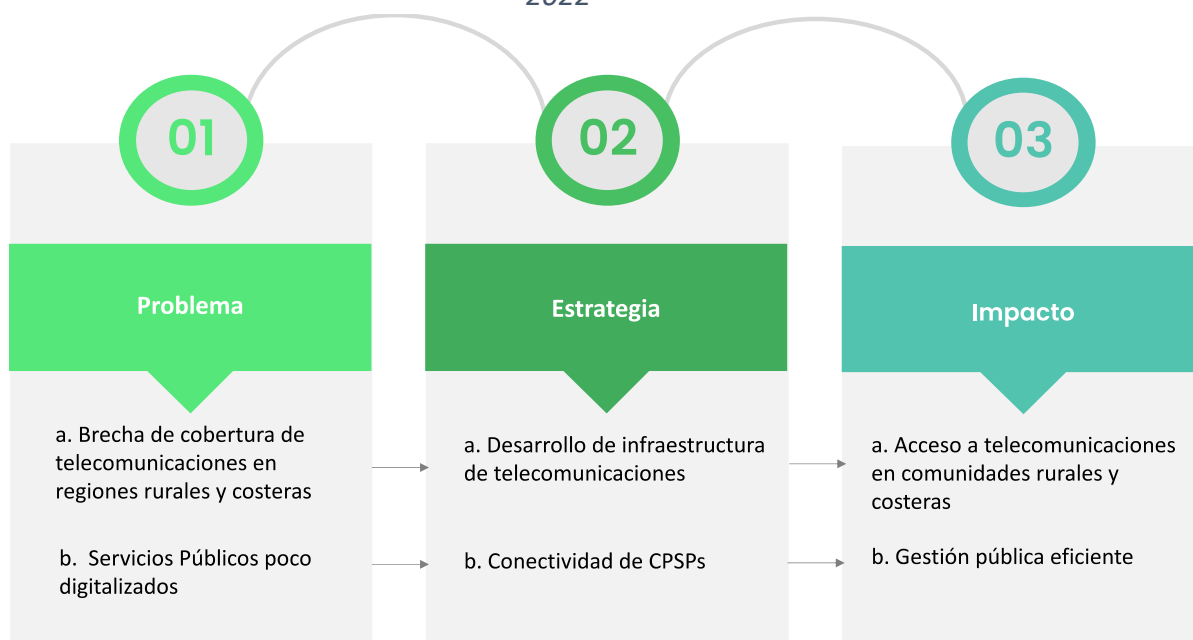 2022
01
02
03
Problema
Estrategia
Impacto
a. Brecha de cobertura de
telecomunicaciones en
regiones rurales y costeras
b. Servicios Públicos poco
digitalizados
a. Desarrollo de infraestructura
de telecomunicaciones
b. Conectividad de CPSPs
a. Acceso a telecomunicaciones
en comunidades rurales y
costeras
b. Gestión pública eficiente